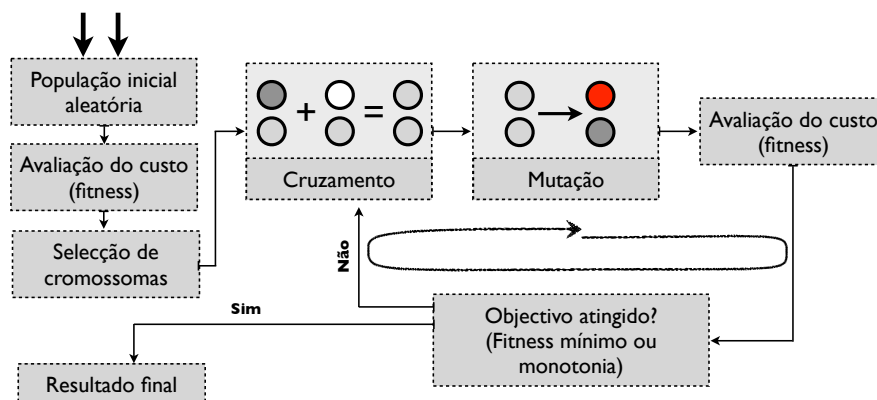 População inicial
aleatória
Avaliação do custo
(fitness)
Selecção de
cromossomas
+
=
Cruzamento
Mutação
Avaliação do custo
(fitness)
Não
Objectivo atingido?
(Fitness mínimo ou
monotonia)
Sim
Resultado final